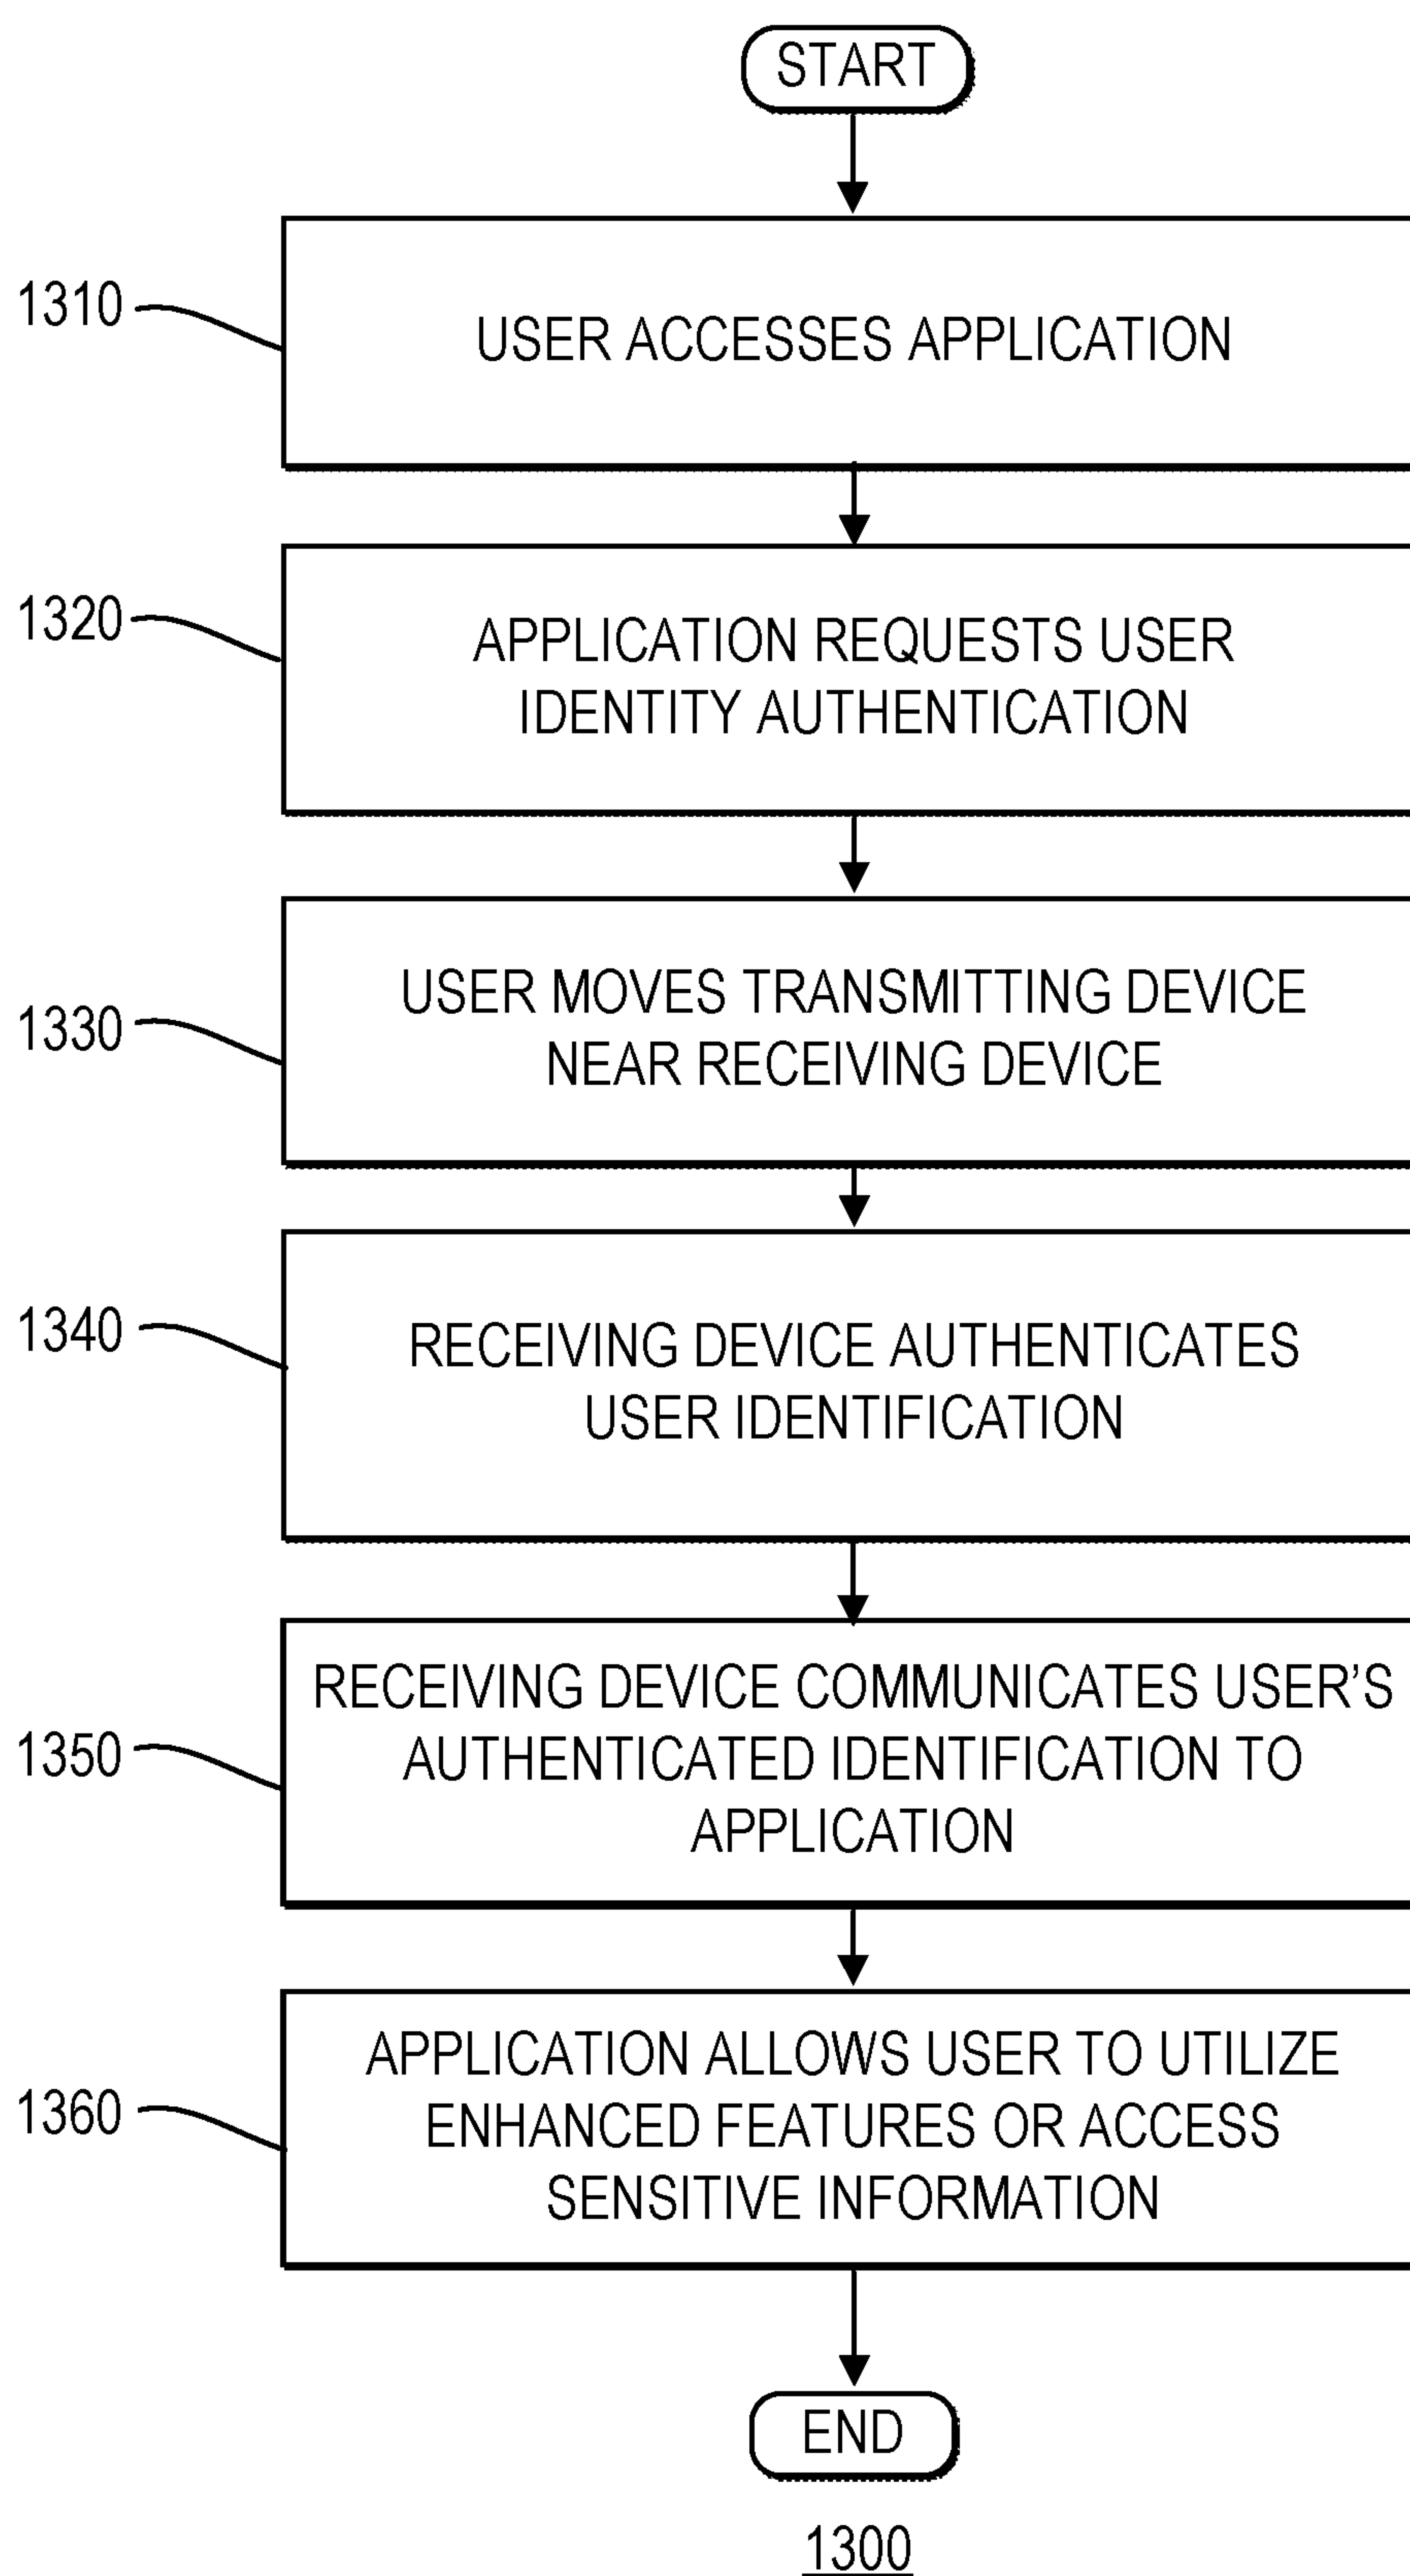 START
1310
USER ACCESSES APPLICATION
1320
APPLICATION REQUESTS USER
IDENTITY AUTHENTICATION
1330
USER MOVES TRANSMITTING DEVICE
NEAR RECEIVING DEVICE
1340
RECEIVING DEVICE AUTHENTICATES
USER IDENTIFICATION
1350
RECEIVING DEVICE COMMUNICATES USER’S
AUTHENTICATED IDENTIFICATION TO
APPLICATION
1360
APPLICATION ALLOWS USER TO UTILIZE
ENHANCED FEATURES OR ACCESS
SENSITIVE INFORMATION
END
1300